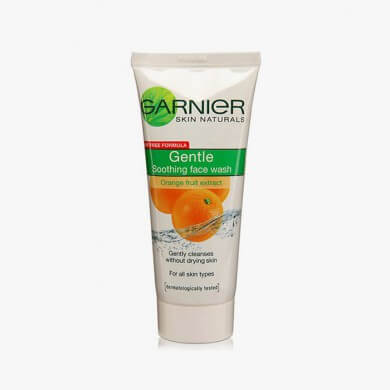 GARNIER
SKIN NATURALS
FREE FORMULA
Gentle
Soothing face wash
Orange fruit extract
Gently cleanses
without drying skin
For all skin types
[dermatologically tested]